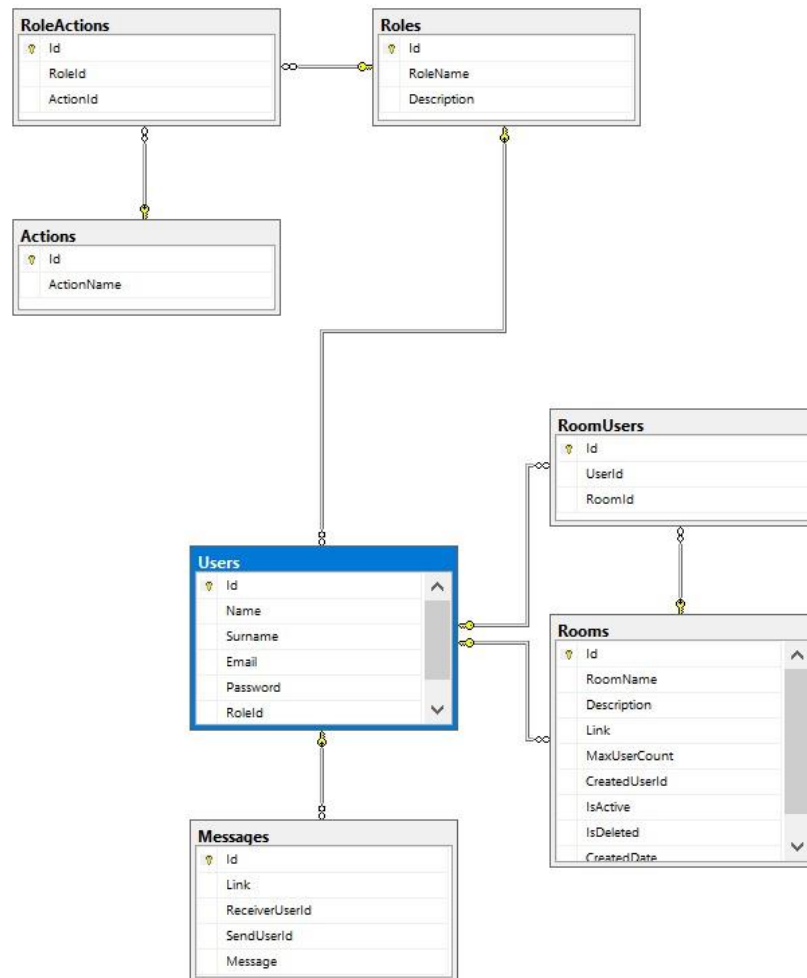 RoleActions
Id
RoleId
ActionId
Roles
Id
RoleName
Description
Actions
Id
ActionName
RoomUsers
Id
UserId
RoomId
Users
Id
Name
Surname
Email
Password
RoleId
Rooms
Id
RoomName
Description
Link
MaxUserCount
CreatedUserId
IsActive
IsDeleted
CreatedDate
Messages
Id
Link
ReceiverUserId
SendUserId
Message